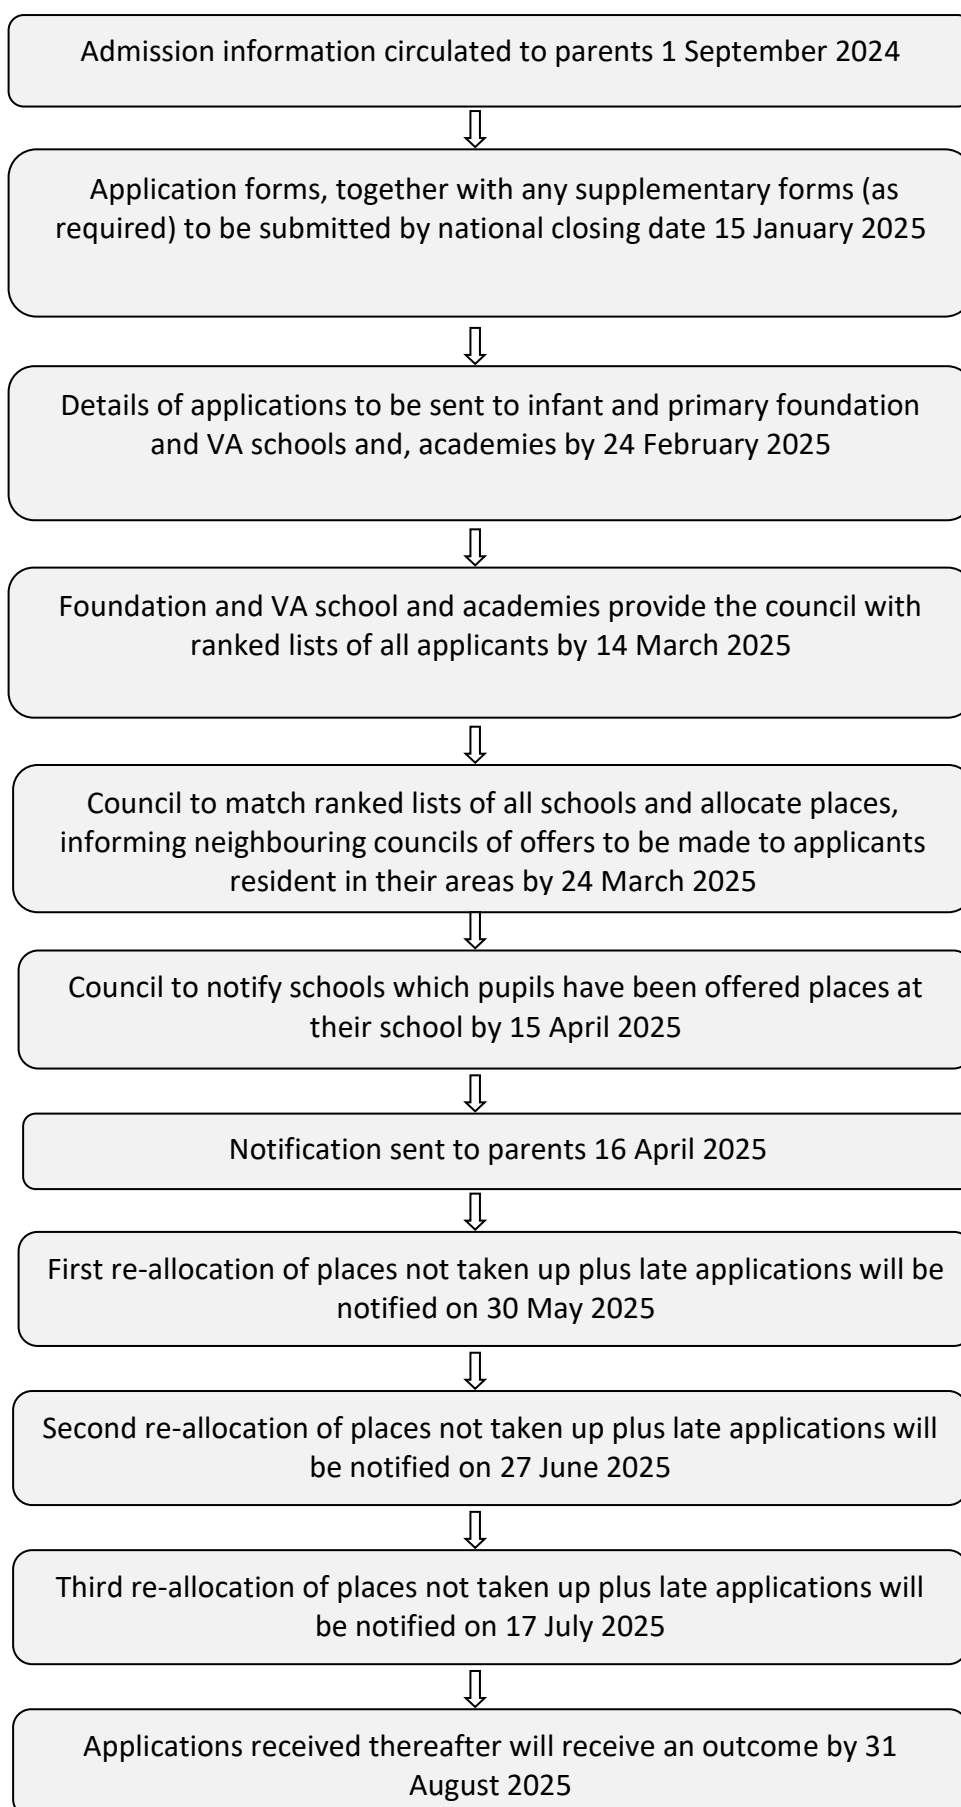 Admission information circulated to parents 1 September 2024
Application forms, together with any supplementary forms (as
required) to be submitted by national closing date 15 January 2025
Details of applications to be sent to infant and primary foundation
and VA schools and, academies by 24 February 2025
Foundation and VA school and academies provide the council with
ranked lists of all applicants by 14 March 2025
Council to match ranked lists of all schools and allocate places,
informing neighbouring councils of offers to be made to applicants
resident in their areas by 24 March 2025
Council to notify schools which pupils have been offered places at
their school by 15 April 2025
Notification sent to parents 16 April 2025
First re-allocation of places not taken up plus late applications will be
notified on 30 May 2025
Second re-allocation of places not taken up plus late applications will
be notified on 27 June 2025
Third re-allocation of places not taken up plus late applications will
be notified on 17 July 2025
Applications received thereafter will receive an outcome by 31
August 2025